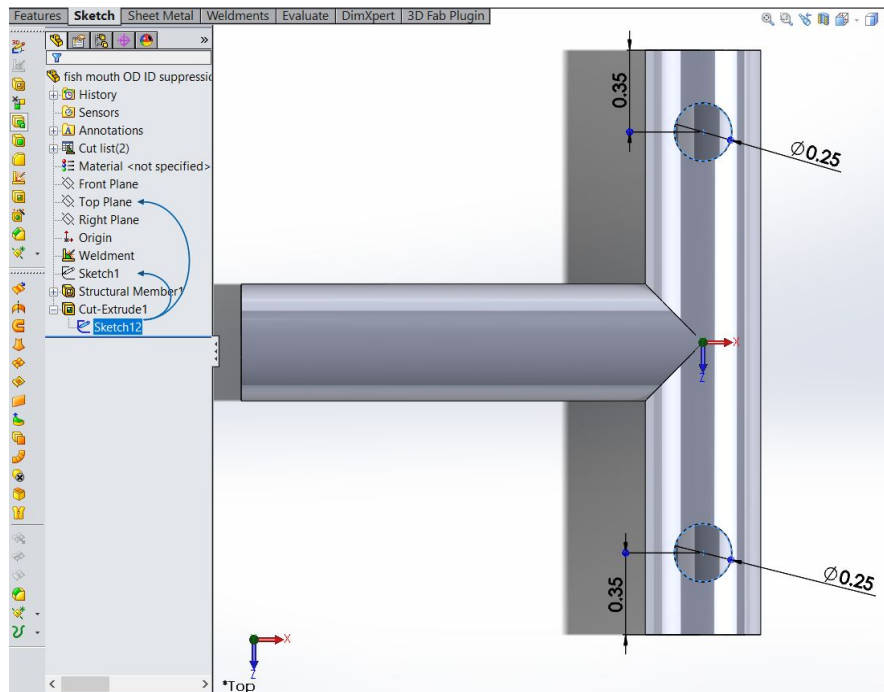 Features Sketch Sheet Metal Weldments Evaluate DimXpert 3D Fab Plugin
»
fish mouth OD ID suppressio
History
Sensors
Annotations
Cut list(2)
Material <not specified>
Front Plane
Top Plane
Right Plane
Origin
Weldment
Sketch1
Structural Member1
Cut-Extrude1
Sketch12
0.35
Ø0.25
X
Z
0.35
Ø0.25
X
Z
*Top